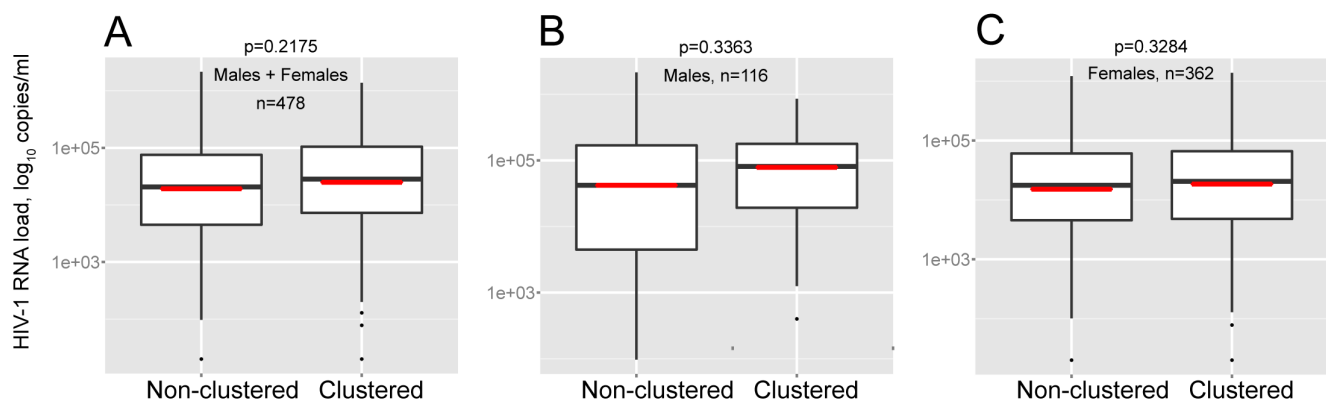 A
p=0.2175
Males + Females
n=478
HIV-1 RNA load, log10 copies/ml
1e+05
1e+03
Non-clustered Clustered
B
p=0.3363
Males, n=116
1e+05
1e+03
Non-clustered Clustered
C
p=0.3284
Females, n=362
1e+05
1e+03
Non-clustered Clustered